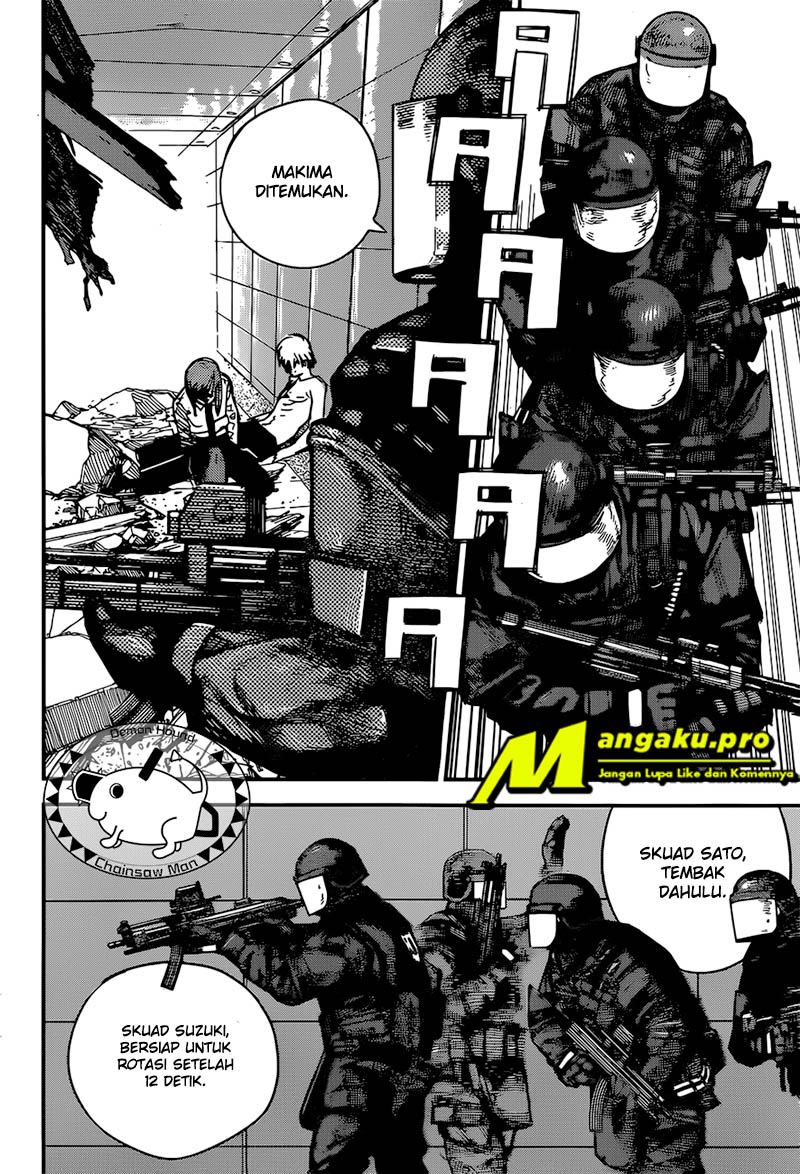 MAKIMA
DITEMUKAN.
A
A
A
A
A
A
A
Mangaku.pro
Jangan Lupa Like dan Komennya
Demon Hound
Chainsaw Man
SKUAD SATO,
TEMBAK
DAHULU.
SKUAD SUZUKI,
BERSIAP UNTUK
ROTASI SETELAH
12 DETIK.